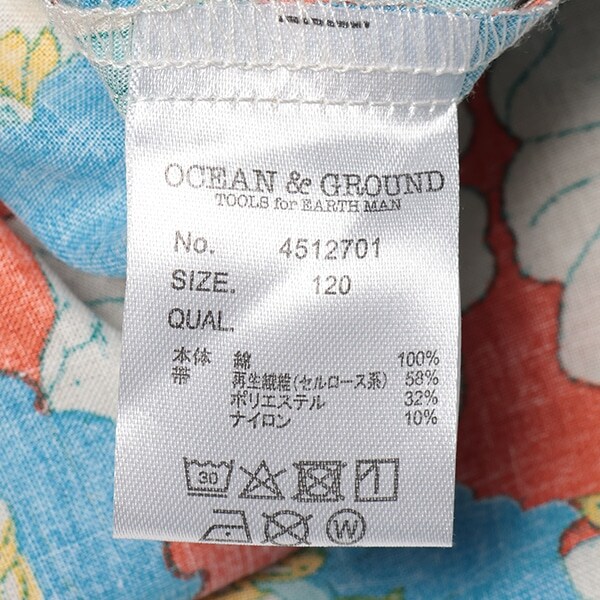 OCEAN & GROUND
TOOLS for EARTH MAN
No. 4512701
SIZE. 120
QUAL.
本体 綿 100%
帯 再生繊維(セルロース系) 58%
ポリエステル 32%
ナイロン 10%
30
W